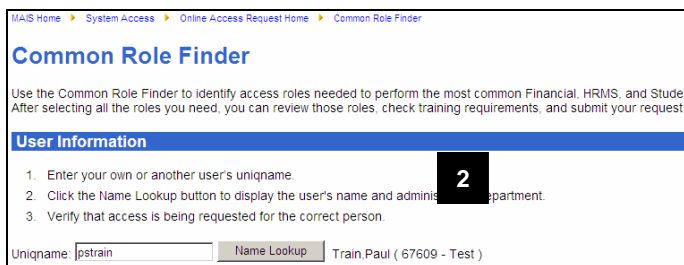 MAIS Home System Access Online Access Request Home Common Role Finder
Common Role Finder
Use the Common Role Finder to identify access roles needed to perform the most common Financial, HRMS, and Stude
After selecting all the roles you need, you can review those roles, check training requirements, and submit your request
User Information
1. Enter your own or another user's uniqname.
2. Click the Name Lookup button to display the user's name and adminis epartment.
3. Verify that access is being requested for the correct person.
2
Uniqname: pstrain Name Lookup Train,Paul ( 67609 - Test )